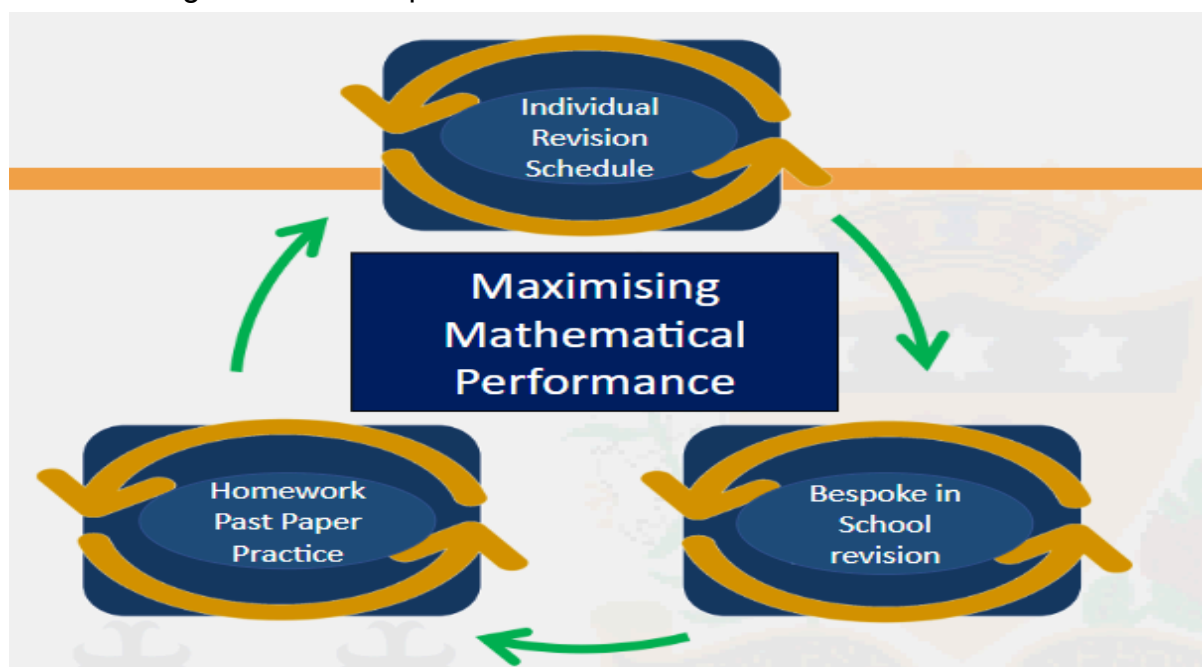 Individual
Revision
Schedule
Maximising
Mathematical
Performance
Homework
Past Paper
Practice
Bespoke in
School
revision